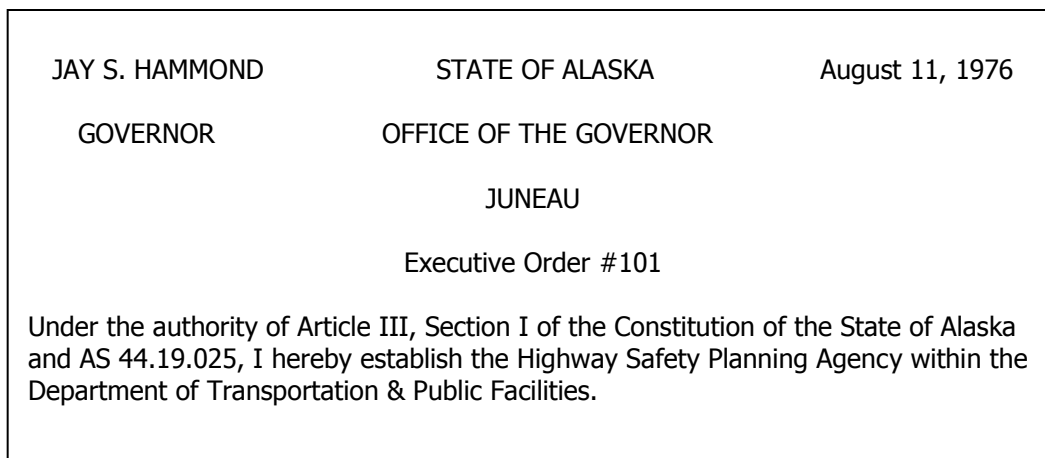 JAY S. HAMMOND STATE OF ALASKA August 11, 1976
GOVERNOR OFFICE OF THE GOVERNOR
JUNEAU
Executive Order #101
Under the authority of Article III, Section I of the Constitution of the State of Alaska
and AS 44.19.025, I hereby establish the Highway Safety Planning Agency within the
Department of Transportation & Public Facilities.